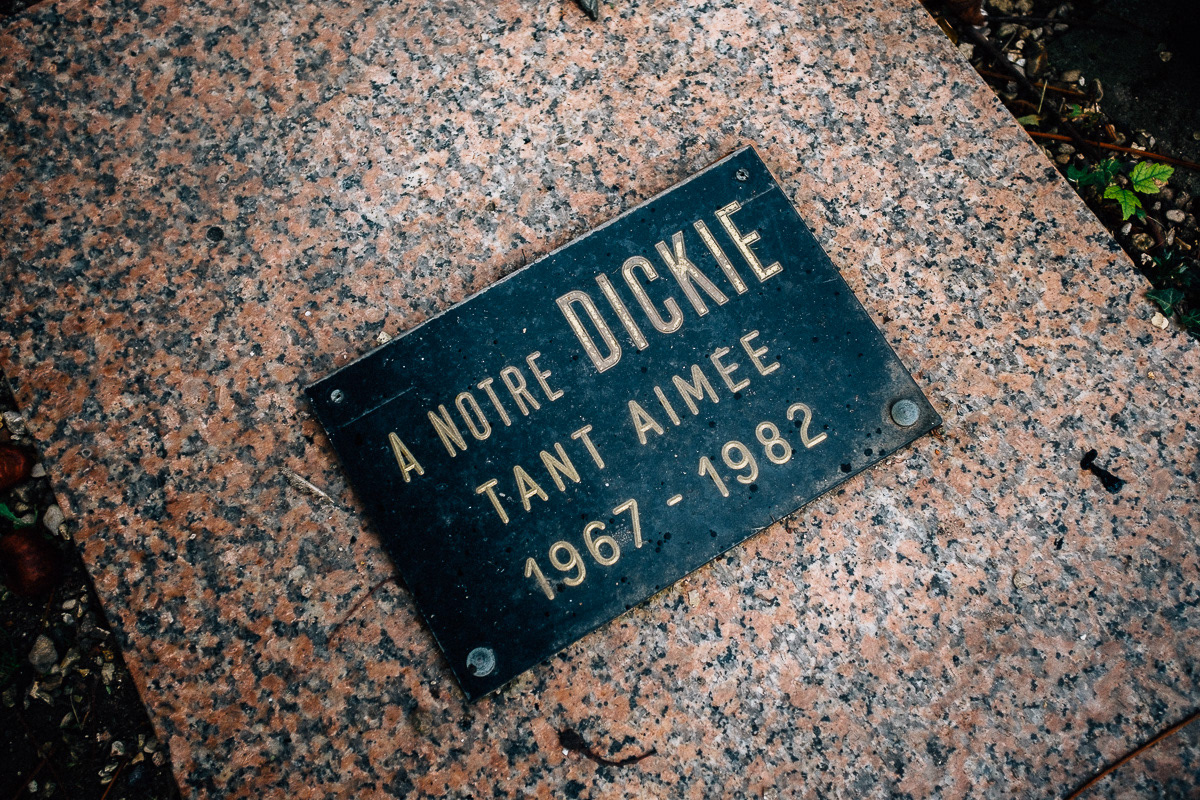 A NOTRE DICKIE
TANT AIMÉE
1967 - 1982